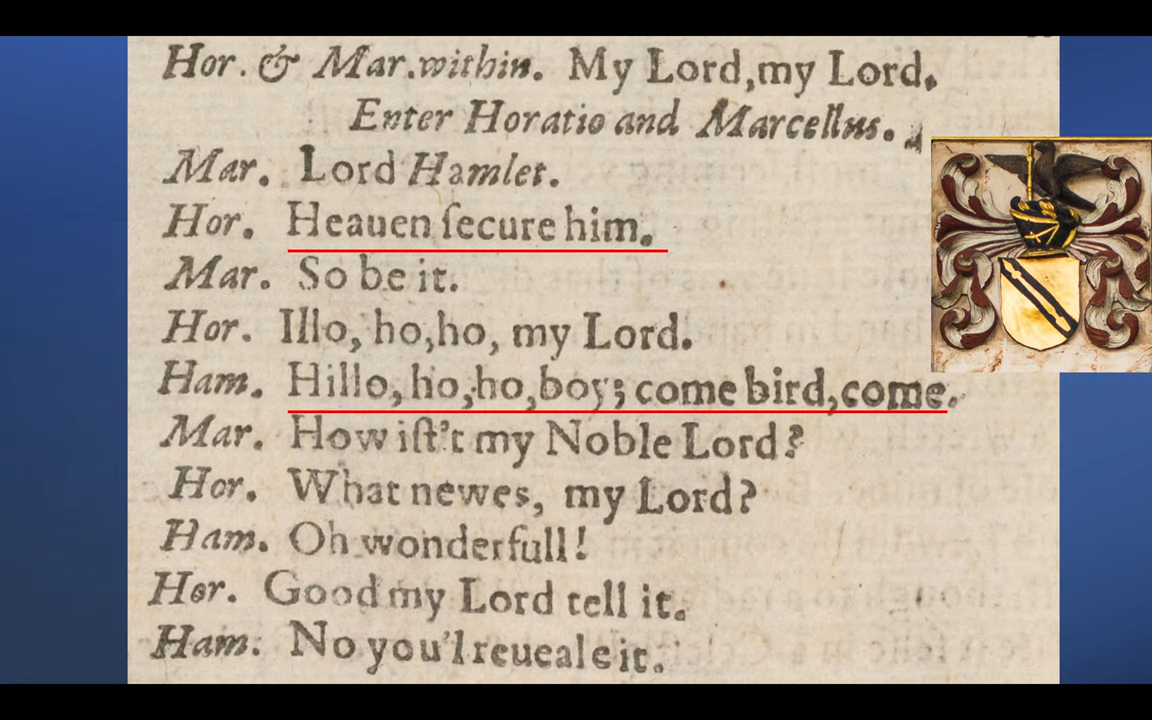 Hor. & Mar. within. My Lord, my Lord.
Enter Horatio and Marcellus.
Mar. Lord Hamlet.
Hor. Heauen ſecure him.
Mar. So be it.
Hor. Illo, ho, ho, my Lord.
Ham. Hillo, ho, ho, boy; come bird, come.
Mar. How iſt't my Noble Lord?
Hor. What newes, my Lord?
Ham. Oh wonderfull!
Hor. Good my Lord tell it.
Ham. No you'l reueale it.